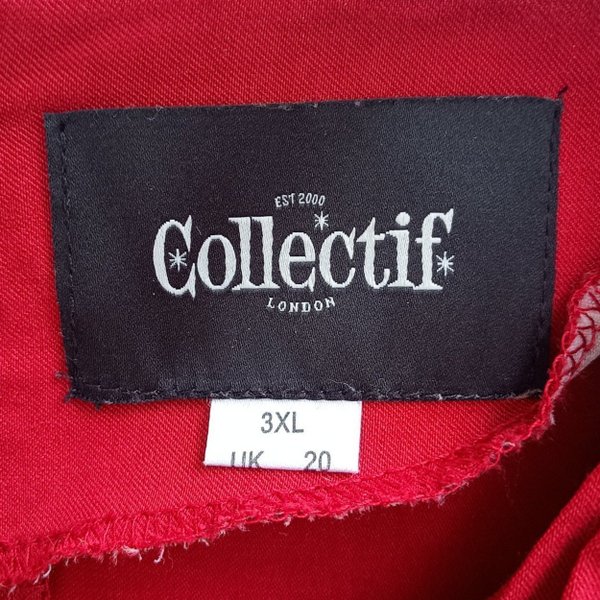 EST 2000
Collectif
LONDON
3XL
UK 20